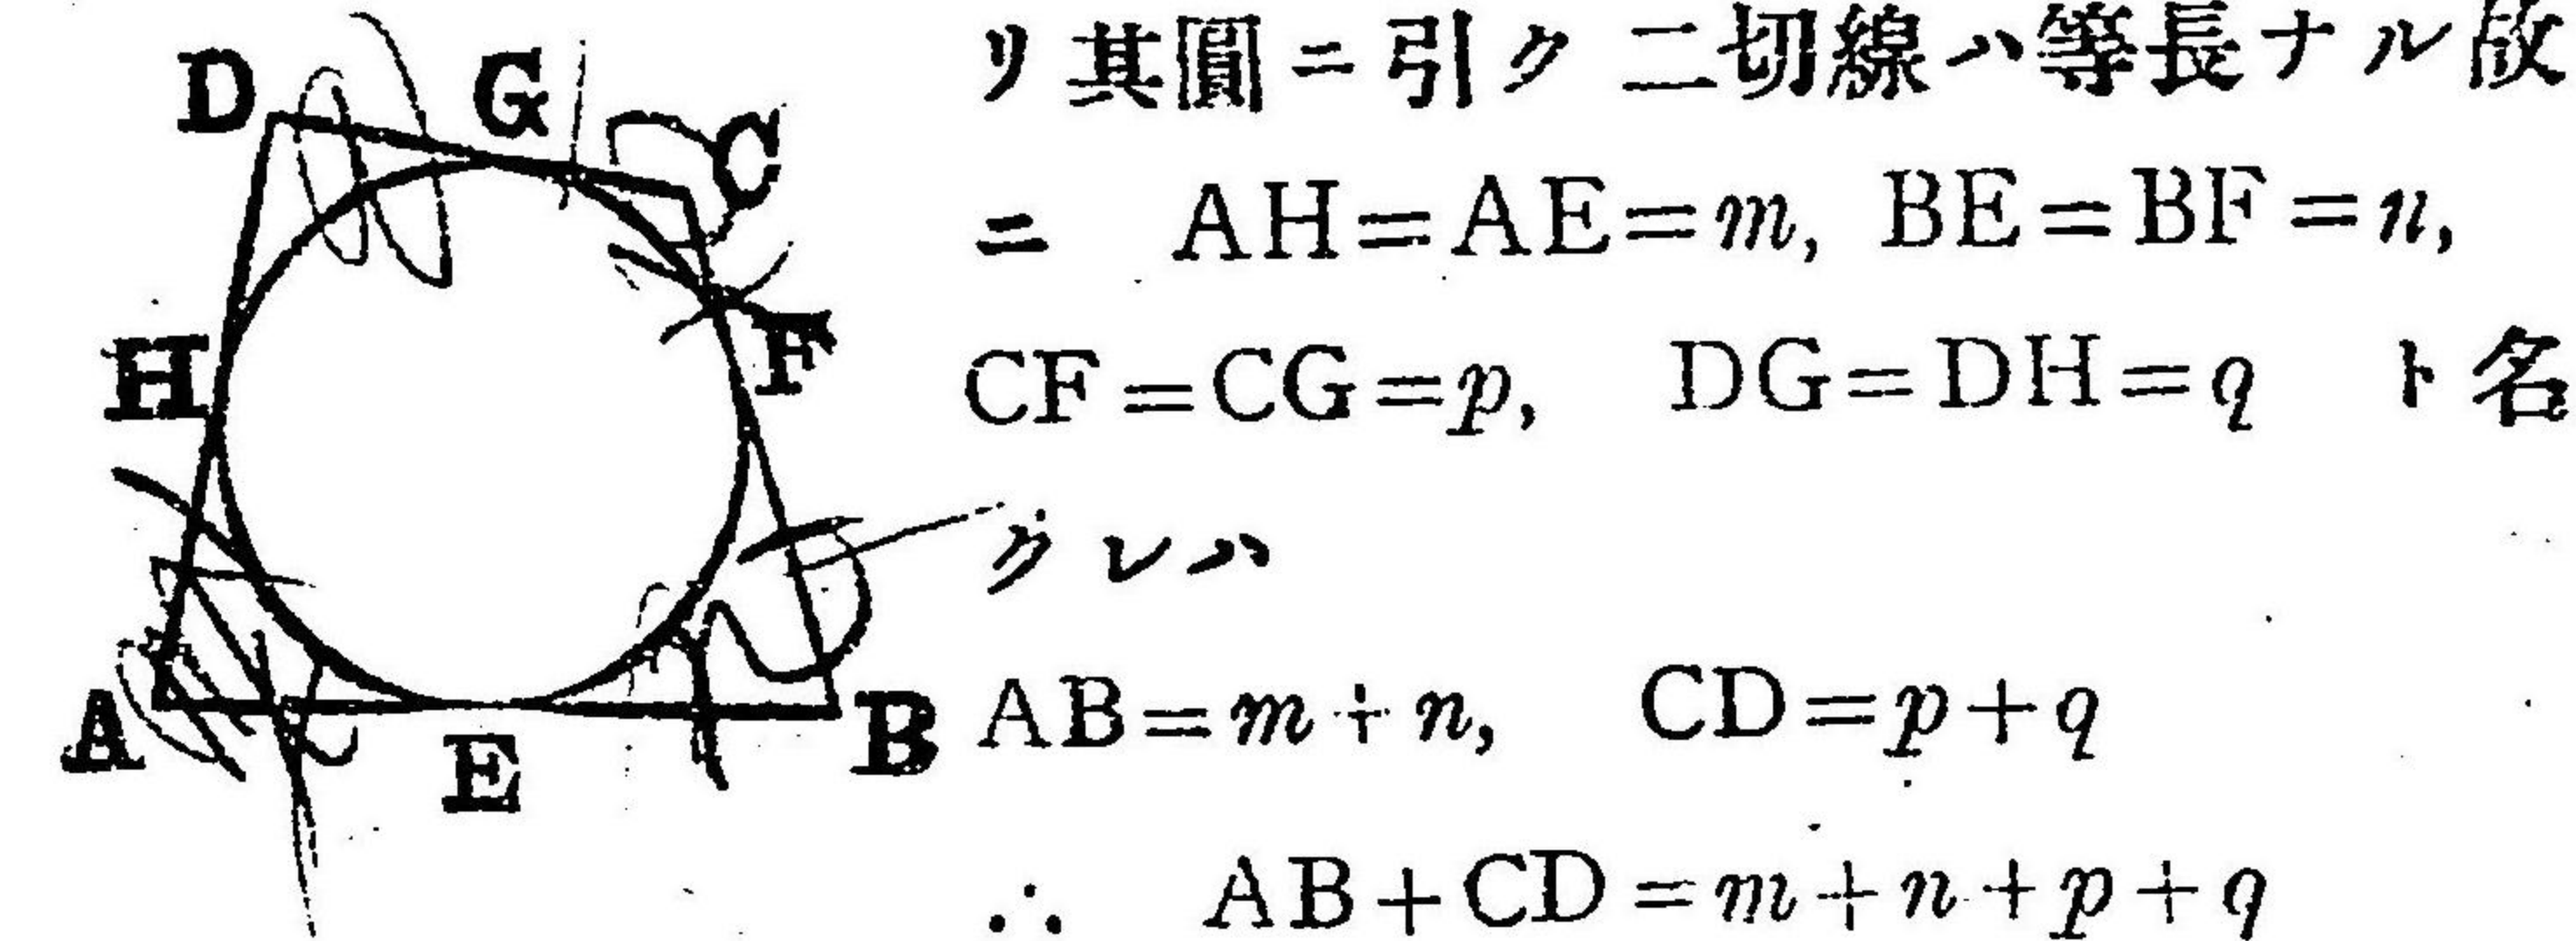 D G C
H F
A E B
リ其圓ニ引ク二切線ハ等長ナル故
ニ AH=AE=m, BE=BF=n,
CF=CG=p, DG=DH=q ト名
クレハ
AB=m+n, CD=p+q
∴ AB+CD=m+n+p+q